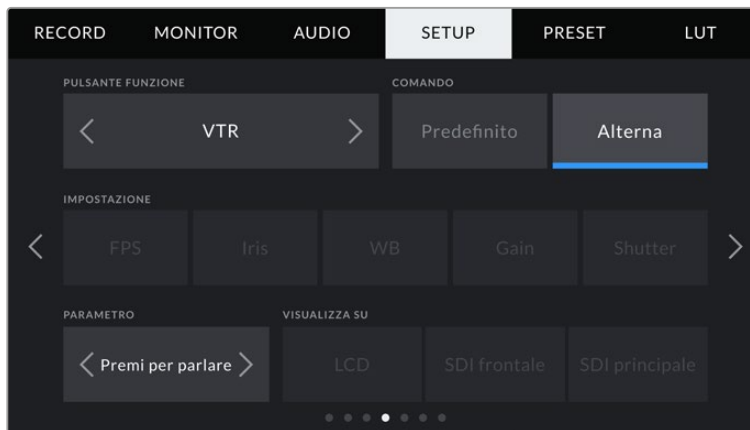 RECORD MONITOR AUDIO SETUP PRESET LUT
PULSANTE FUNZIONE COMANDO
VTR Predefinito Alterna
IMPOSTAZIONE
FPS Iris WB Gain Shutter
PARAMETRO VISUALIZZA SU
Premi per parlare LCD SDI frontale SDI principale